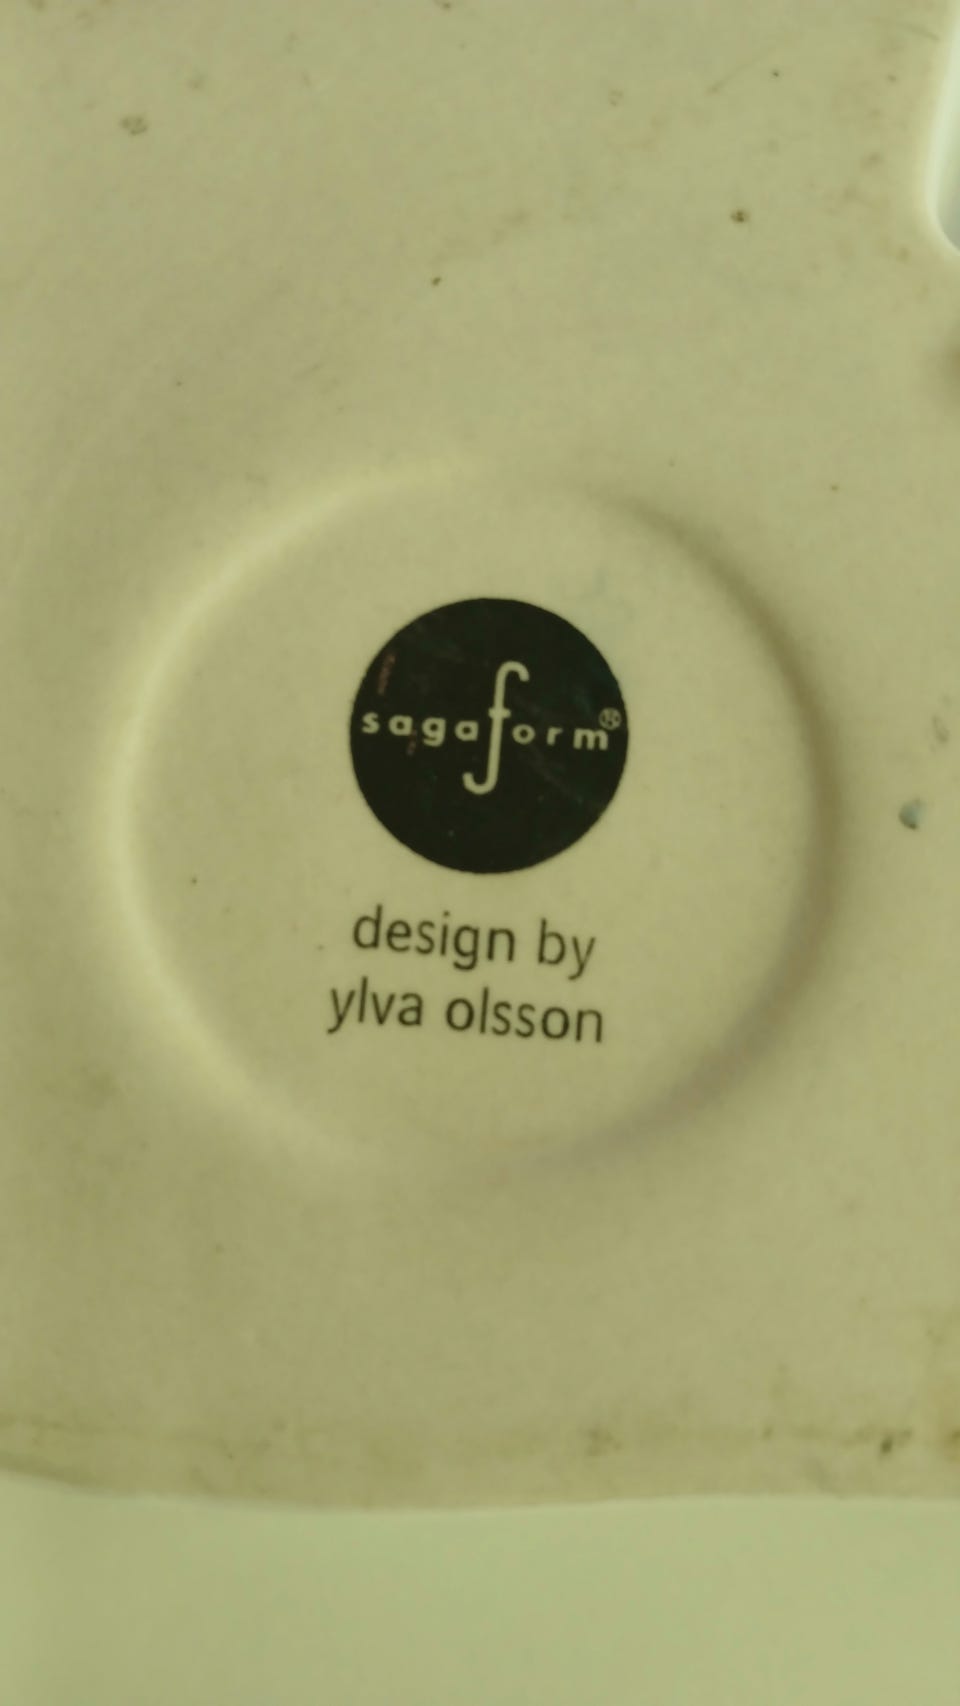 sagaform®
design by
ylva olsson